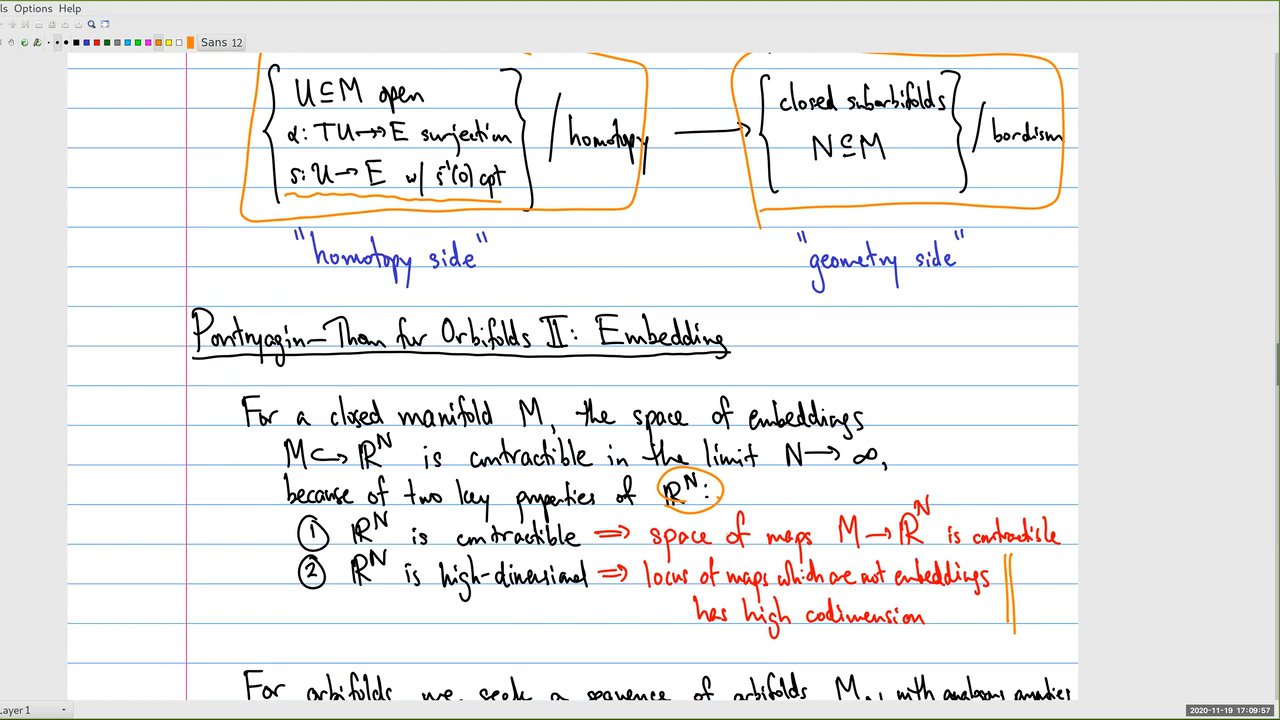 ls Options Help
Sans 12
U⊆M open
α: TU↠E surjection
s: U→E w/ s⁻¹(0) cpt
/ homotopy
→
closed suborbifolds
N⊆M
/ bordism
"homotopy side"
"geometry side"
Pontryagin–Thom for Orbifolds II: Embedding
For a closed manifold M, the space of embeddings
M↪ℝᴺ is contractible in the limit N→∞,
because of two key properties of ℝᴺ:
① ℝᴺ is contractible ⇒ space of maps M→ℝᴺ is contractible
② ℝᴺ is high-dimensional ⇒ locus of maps which are not embeddings
has high codimension
For orbifolds we seek a sequence of orbifolds M with analogous
Layer 1
2020-11-19 17:09:57